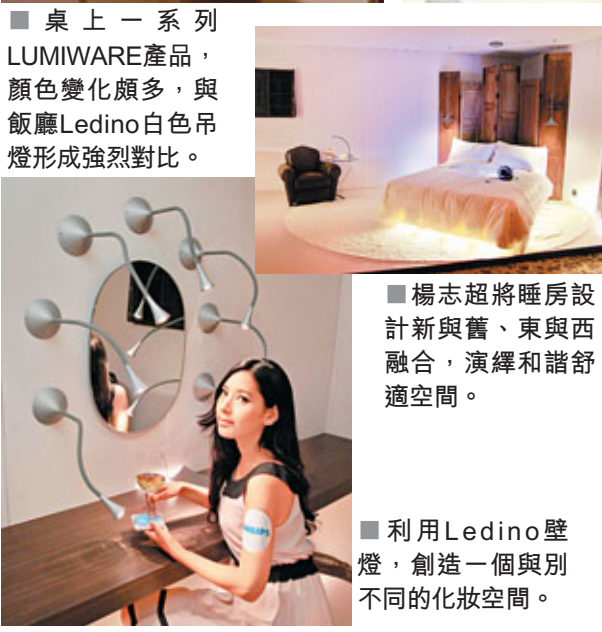 ■桌上一系列
LUMIWARE產品，
顏色變化頗多，與
飯廳Ledino白色吊
燈形成強烈對比。
■楊志超將睡房設
計新與舊、東與西
融合，演繹和諧舒
適空間。
PHILIPS
■利用Ledino壁
燈，創造一個與別
不同的化妝空間。